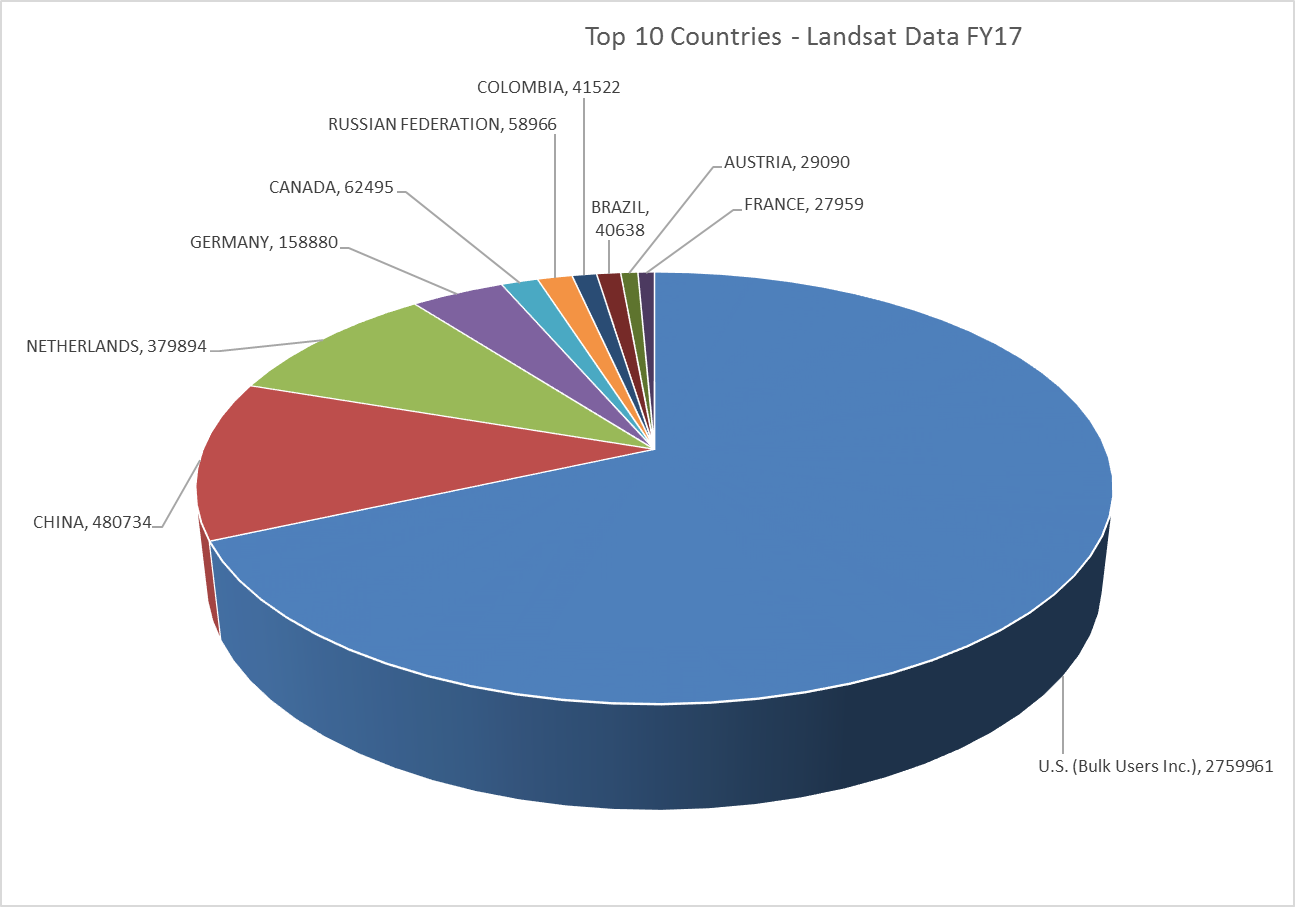 Top 10 Countries - Landsat Data FY17
COLOMBIA, 41522
RUSSIAN FEDERATION, 58966
AUSTRIA, 29090
CANADA, 62495
BRAZIL,
40638
FRANCE, 27959
GERMANY, 158880
NETHERLANDS, 379894
CHINA, 480734
U.S. (Bulk Users Inc.), 2759961